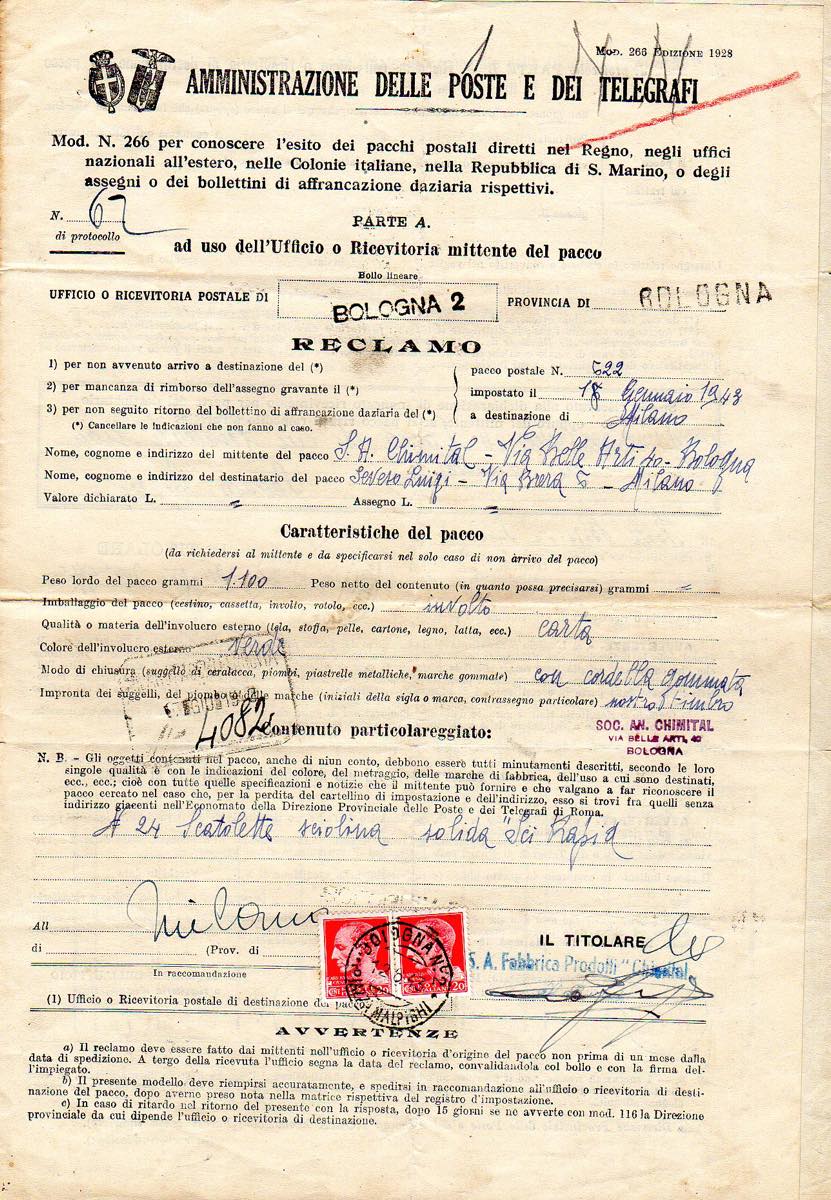 Mod. 266 Edizione 1928
AMMINISTRAZIONE DELLE POSTE E DEI TELEGRAFI
Mod. N. 266 per conoscere l'esito dei pacchi postali diretti nel Regno, negli uffici
nazionali all'estero, nelle Colonie italiane, nella Repubblica di S. Marino, o degli
assegni o dei bollettini di affrancazione daziaria rispettivi.
N. 62
di protocollo
PARTE A.
ad uso dell'Ufficio o Ricevitoria mittente del pacco
Bollo lineare
UFFICIO O RICEVITORIA POSTALE DI BOLOGNA 2 PROVINCIA DI BOLOGNA
RECLAMO
1) per non avvenuto arrivo a destinazione del (*)
2) per mancanza di rimborso dell'assegno gravante il (*)
3) per non seguito ritorno del bollettino di affrancazione daziaria del (*)
(*) Cancellare le indicazioni che non fanno al caso.
pacco postale N. 522
impostato il Gennaio 1943
a destinazione di Milano
Nome, cognome e indirizzo del mittente del pacco S. A. Chimital - Via Belle Arti 40 - Bologna
Nome, cognome e indirizzo del destinatario del pacco Seveso Luigi - Via Brera 5 - Milano
Valore dichiarato L. = Assegno L. =
Caratteristiche del pacco
(da richiedersi al mittente e da specificarsi nel solo caso di non àrrivo del pacco)
Peso lordo del pacco grammi 1.100 Peso netto del contenuto (in quanto possa precisarsi) grammi =
Imballaggio del pacco (cestino, cassetta, involto, rotolo, ecc.) involto
Qualità o materia dell'involucro esterno (tela, stoffa, pelle, cartone, legno, latta, ecc.) carta
Colore dell'involucro esterno verde
Modo di chiusura (suggello di ceralacca, piombi, piastrelle metalliche, marche gommate) con cordella gommata
Impronta dei suggelli, del piombo o delle marche (iniziali della sigla o marca, contrassegno particolare) nostro timbro
4082
Contenuto particolareggiato:
SOC. AN. CHIMITAL
VIA BELLE ARTI, 40
BOLOGNA
N. B. - Gli oggetti contenuti nel pacco, anche di niun conto, debbono essere tutti minutamenti descritti, secondo le loro
singole qualità e con le indicazioni del colore, del metraggio, delle marche di fabbrica, dell'uso a cui sono destinati,
ecc., ecc.; cioè con tutte quelle specificazioni e notizie che il mittente può fornire e che valgano a far riconoscere il
pacco cercato nel caso che, per la perdita del cartellino di impostazione e dell'indirizzo, esso si trovi fra quelli senza
indirizzo giacenti nell'Economato della Direzione Provinciale delle Poste e dei Telegrafi di Roma.
N 24 Scatolette sciolina solida "Sci Rapid
All Milano
di (Prov. di
In raccomandazione
IL TITOLARE
S. A. Fabbrica Prodotti "Chimital
BOLOGNA N. 2
MALPIGHI
20
20
(1) Ufficio o Ricevitoria postale di destinazione del pacco
AVVERTENZE
a) Il reclamo deve essere fatto dai mittenti nell'ufficio o ricevitoria d'origine del pacco non prima di un mese dalla
data di spedizione. A tergo della ricevuta l'ufficio segna la data del reclamo, convalidandola col bollo e con la firma del-
l'impiegato.
b) Il presente modello deve riempirsi accuratamente, e spedirsi in raccomandazione all'ufficio o ricevitoria di desti-
nazione del pacco, dopo averne preso nota nella matrice rispettiva del registro d'impostazione.
c) In caso di ritardo nel ritorno del presente con la risposta, dopo 15 giorni se ne avverte con mod. 116 la Direzione
provinciale da cui dipende l'ufficio o ricevitoria di destinazione.